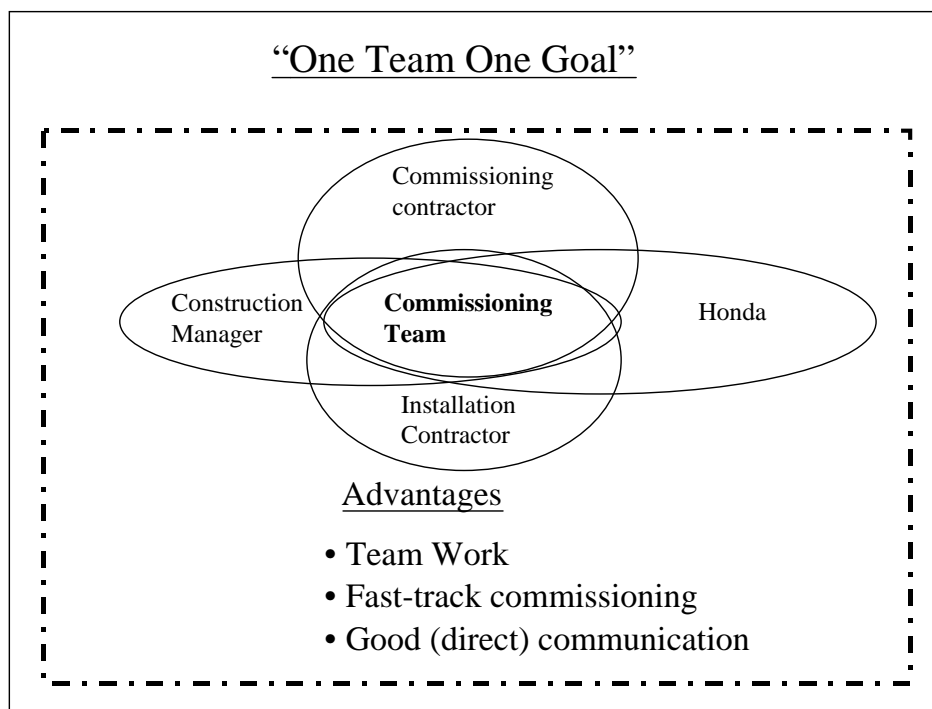 “One Team One Goal”
Commissioning
contractor
Construction
Manager
Commissioning
Team
Honda
Installation
Contractor
Advantages
• Team Work
• Fast-track commissioning
• Good (direct) communication